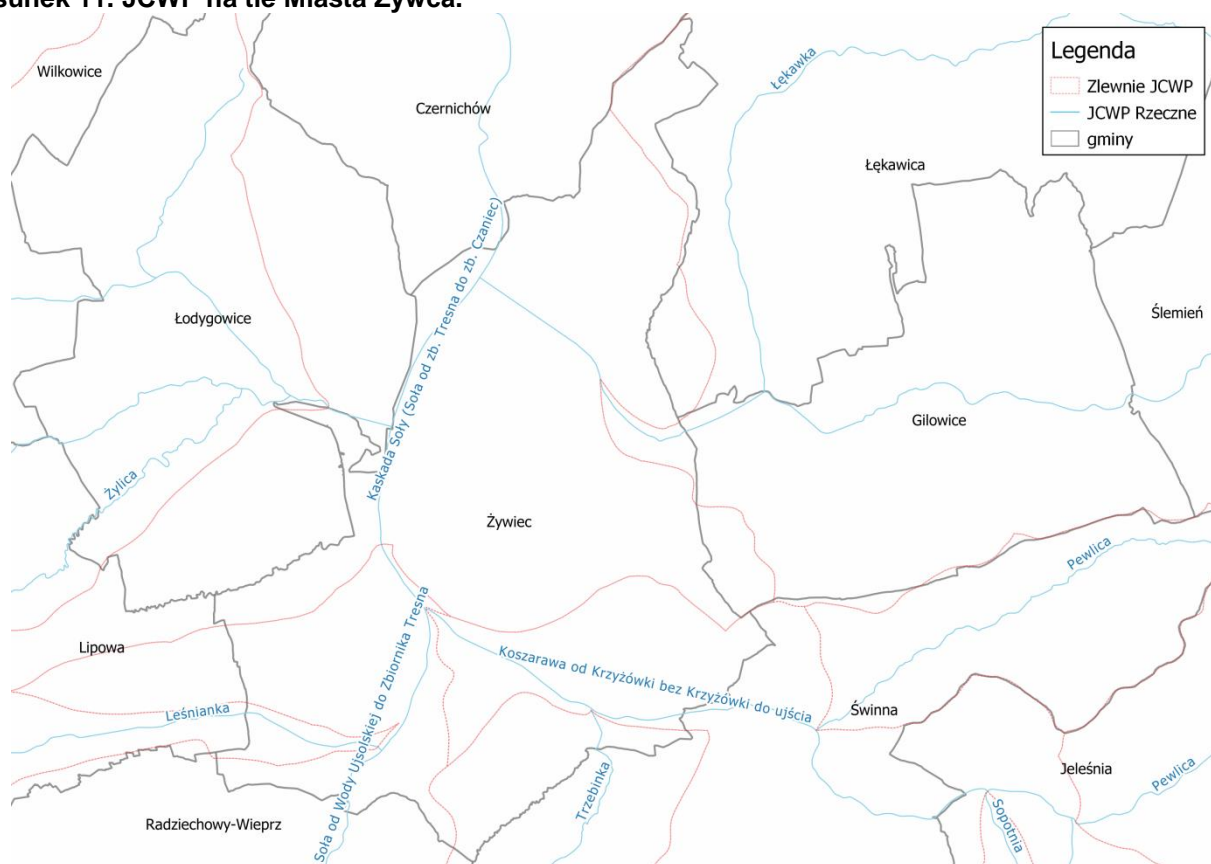 sunek 11. JCWP na tle Miasta Żywca.
Legenda
Zlewnie JCWP
JCWP Rzeczne
gminy
Wilkowice
Czernichów
Łękawka
Łękawica
Łodygowice
Kaskada Soły (Soła od zb. Tresna do zb. Czaniec)
Ślemień
Gilowice
Żylica
Żywiec
Pewlica
Lipowa
Soła od Wody Ujsolskiej do Zbiornika Tresna
Koszarawa od Krzyżówki bez Krzyżówki do ujścia
Leśnianka
Świnna
Jeleśnia
Pewlica
Trzebinka
Sopotnia
Radziechowy-Wieprz